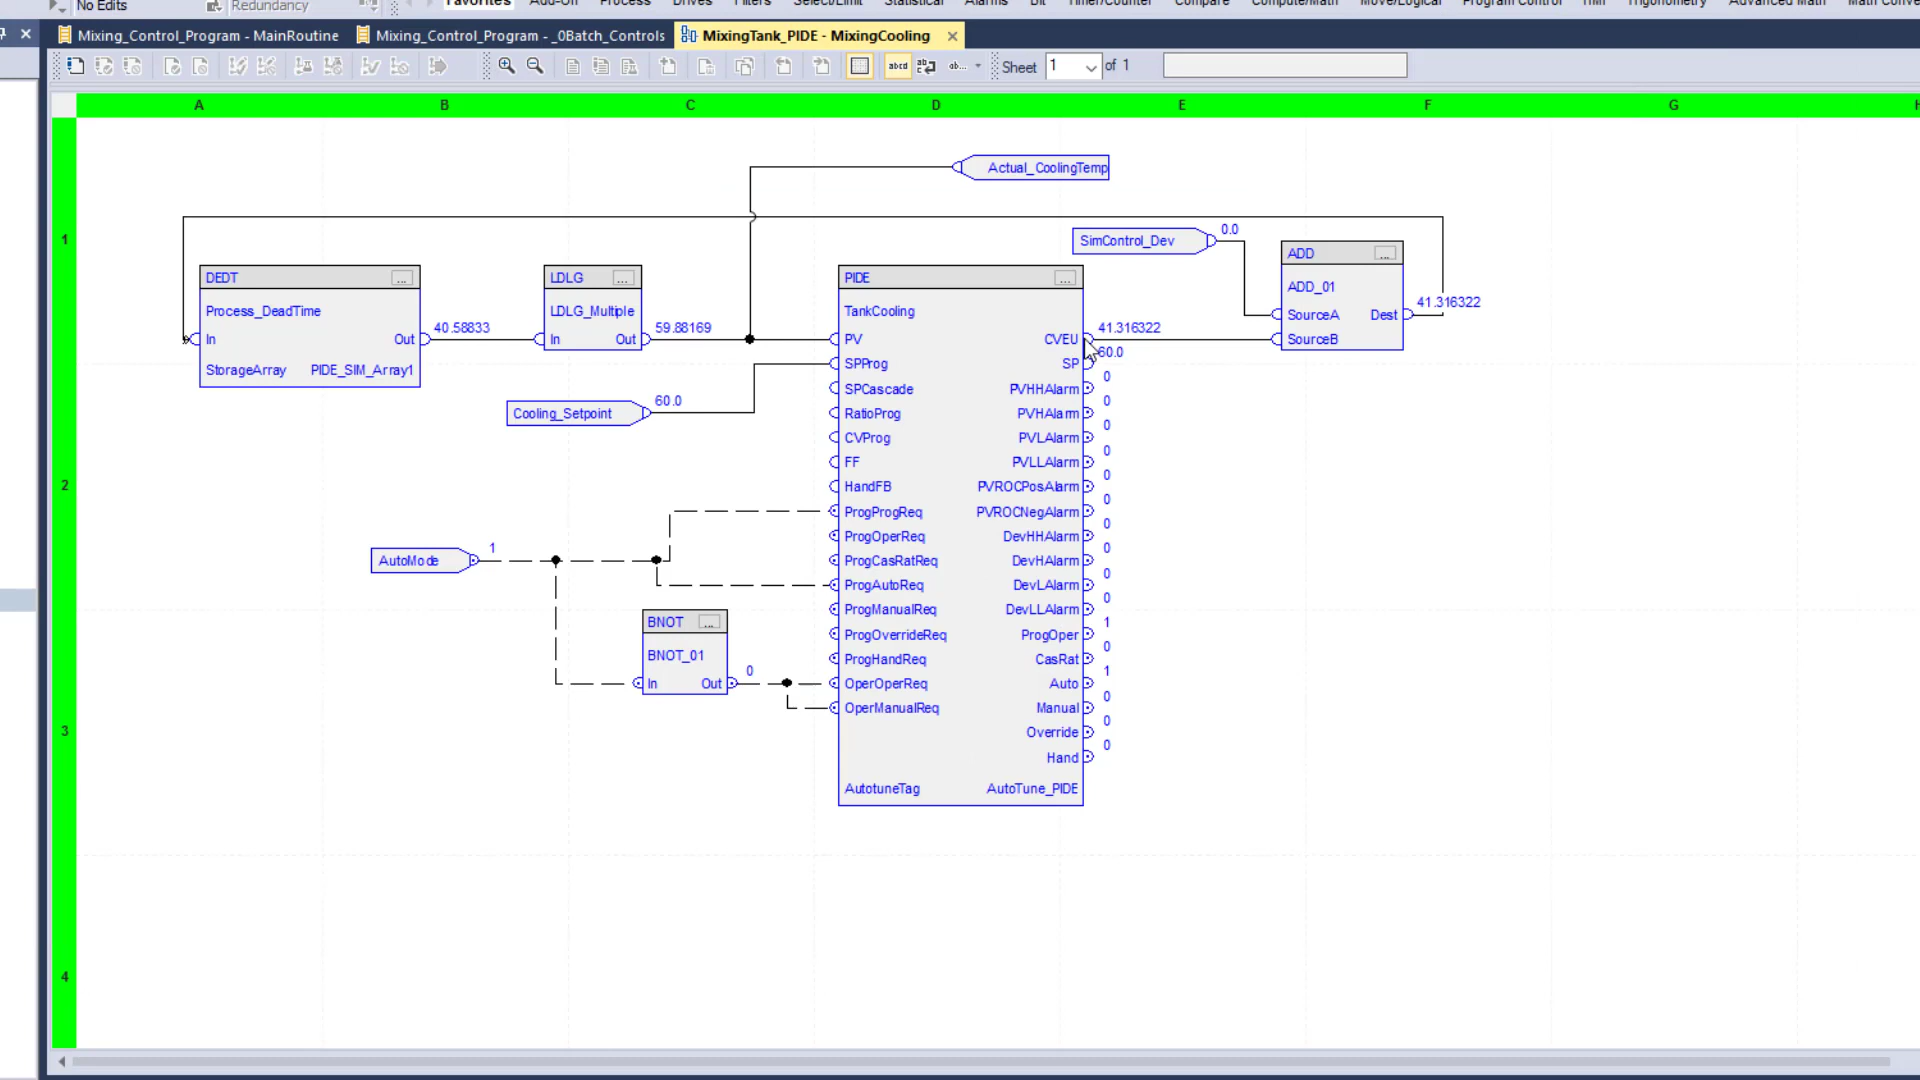 No Edits
Redundancy
Favorites Add-On Process Drives Filters Select/Limit Statistical Alarms Bit Timer/Counter Compare Compute/Math Move/Logical Program Control HMI Trigonometry Advanced Math
Mixing_Control_Program - MainRoutine
Mixing_Control_Program - _0Batch_Controls
MixingTank_PIDE - MixingCooling
abcd
ab...
Sheet 1 of 1
A B C D E F G H
1
2
3
4
Actual_CoolingTemp
SimControl_Dev 0.0
ADD ...
ADD_01
SourceA Dest 41.316322
SourceB
DEDT ...
Process_DeadTime
In Out 40.58833
StorageArray PIDE_SIM_Array1
LDLG ...
LDLG_Multiple
In Out 59.88169
Cooling_Setpoint 60.0
AutoMode 1
BNOT ...
BNOT_01
In Out 0
PIDE ...
TankCooling
PV CVEU 41.316322
SPProg SP 60.0
SPCascade PVHHAlarm 0
RatioProg PVHAlarm 0
CVProg PVLAlarm 0
FF PVLLAlarm 0
HandFB PVROCPosAlarm 0
ProgProgReq PVROCNegAlarm 0
ProgOperReq DevHHAlarm 0
ProgCasRatReq DevHAlarm 0
ProgAutoReq DevLAlarm 0
ProgManualReq DevLLAlarm 0
ProgOverrideReq ProgOper 1
ProgHandReq CasRat 0
OperOperReq Auto 1
OperManualReq Manual 0
Override 0
Hand 0
AutotuneTag AutoTune_PIDE